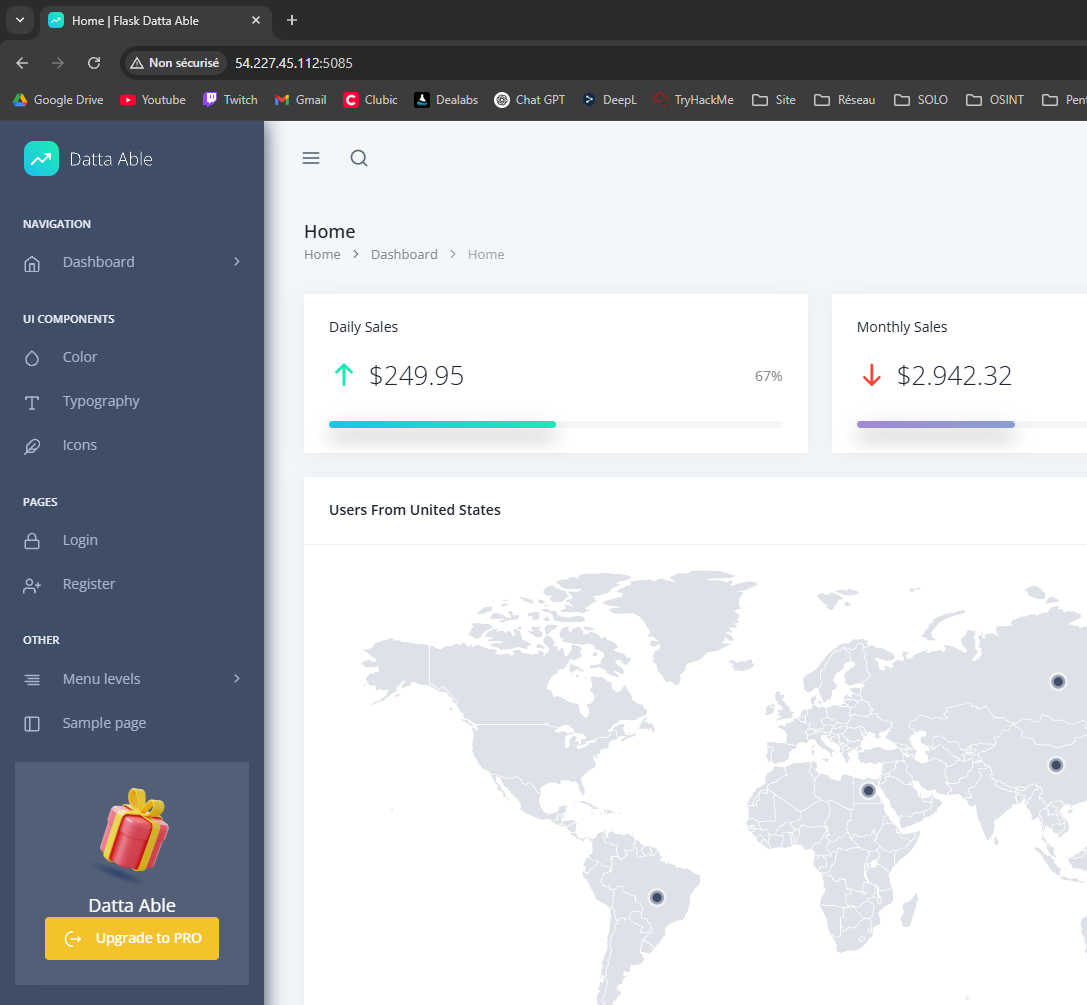 Home | Flask Datta Able
Non sécurisé 54.227.45.112:5085
Google Drive Youtube Twitch Gmail Clubic Dealabs Chat GPT DeepL TryHackMe Site Réseau SOLO OSINT Pent
Datta Able
NAVIGATION
Dashboard
UI COMPONENTS
Color
Typography
Icons
PAGES
Login
Register
OTHER
Menu levels
Sample page
Datta Able
Upgrade to PRO
Home
Home > Dashboard > Home
Daily Sales
$249.95
67%
Monthly Sales
$2.942.32
Users From United States